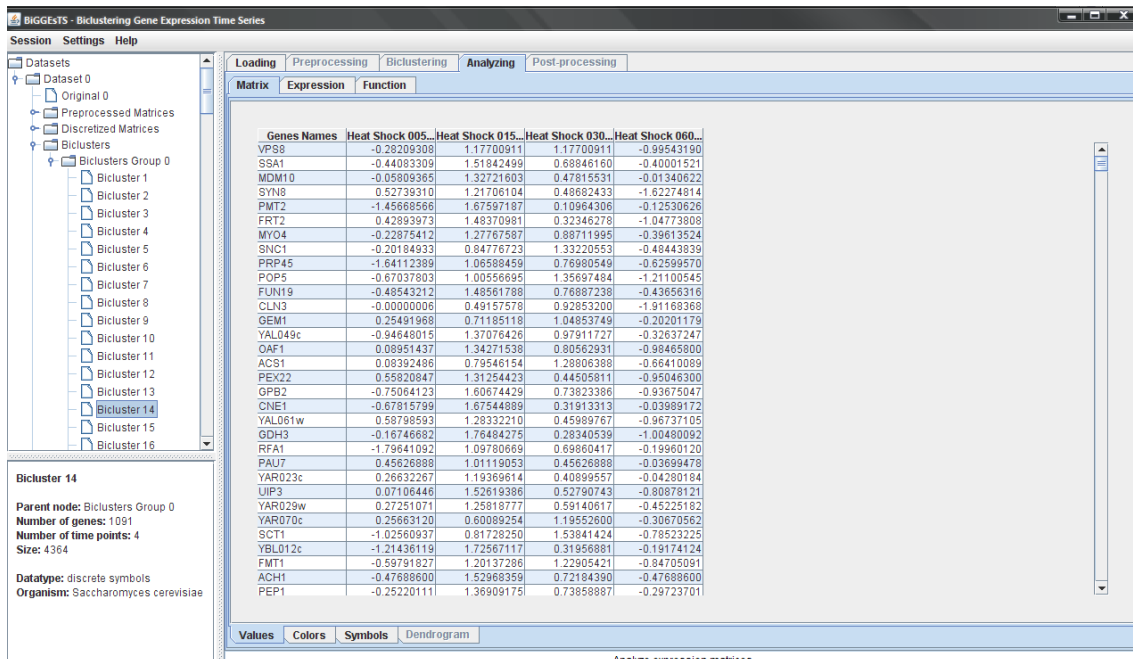 BiGGEsTS - Biclustering Gene Expression Time Series
Session Settings Help
Datasets
Dataset 0
Original 0
Preprocessed Matrices
Discretized Matrices
Biclusters
Biclusters Group 0
Bicluster 1
Bicluster 2
Bicluster 3
Bicluster 4
Bicluster 5
Bicluster 6
Bicluster 7
Bicluster 8
Bicluster 9
Bicluster 10
Bicluster 11
Bicluster 12
Bicluster 13
Bicluster 14
Bicluster 15
Bicluster 16
Bicluster 14
Parent node: Biclusters Group 0
Number of genes: 1091
Number of time points: 4
Size: 4364
Datatype: discrete symbols
Organism: Saccharomyces cerevisiae
Loading Preprocessing Biclustering Analyzing Post-processing
Matrix Expression Function
Genes Names Heat Shock 005... Heat Shock 015... Heat Shock 030... Heat Shock 060...
VPS8 -0.28209308 1.17700911 1.17700911 -0.99543190
SSA1 -0.44083309 1.51842499 0.68846160 -0.40001521
MDM10 -0.05809365 1.32721603 0.47815531 -0.01340622
SYN8 0.52739310 1.21706104 0.48682433 -1.62274814
PMT2 -1.45668566 1.67597187 0.10964306 -0.12530626
FRT2 0.42893973 1.48370981 0.32346278 -1.04773808
MYO4 -0.22875412 1.27767587 0.88711995 -0.39613524
SNC1 -0.20184933 0.84776723 1.33220553 -0.48443839
PRP45 -1.64112389 1.06588459 0.76980549 -0.62599570
POP5 -0.67037803 1.00556695 1.35697484 -1.21100545
FUN19 -0.48543212 1.48561788 0.76887238 -0.43656316
CLN3 -0.00000006 0.49157578 0.92853200 -1.91168368
GEM1 0.25491968 0.71185118 1.04853749 -0.20201179
YAL049c -0.94648015 1.37076426 0.97911727 -0.32637247
OAF1 0.08951437 1.34271538 0.80562931 -0.98465800
ACS1 0.08392486 0.79546154 1.28806388 -0.66410089
PEX22 0.55820847 1.31254423 0.44505811 -0.95046300
GPB2 -0.75064123 1.60674429 0.73823386 -0.93675047
CNE1 -0.67815799 1.67544889 0.31913313 -0.03989172
YAL061w 0.58798593 1.28332210 0.45989767 -0.96737105
GDH3 -0.16746682 1.76484275 0.28340539 -1.00480092
RFA1 -1.79641092 1.09780669 0.69860417 -0.19960120
PAU7 0.45626888 1.01119053 0.45626888 -0.03699478
YAR023c 0.26632267 1.19369614 0.40899557 -0.04280184
UIP3 0.07106446 1.52619386 0.52790743 -0.80878121
YAR029w 0.27251071 1.25818777 0.59140617 -0.45225182
YAR070c 0.25663120 0.60089254 1.19552600 -0.30670562
SCT1 -1.02560937 0.81728250 1.53841424 -0.78523225
YBL012c -1.21436119 1.72567117 0.31956881 -0.19174124
FMT1 -0.59791827 1.20137286 1.22905421 -0.84705091
ACH1 -0.47688600 1.52968359 0.72184390 -0.47688600
PEP1 -0.25220111 1.36909175 0.73858887 -0.29723701
Values Colors Symbols Dendrogram